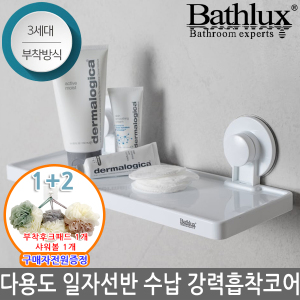 3세대
부착방식
Bathlux®
Bathroom experts
dermalogica
dermalogica
1+2
부착후크패드 1개
샤워볼 1개
구매자전원증정
Bathlux
다용도 일자선반 수납 강력흡착코어